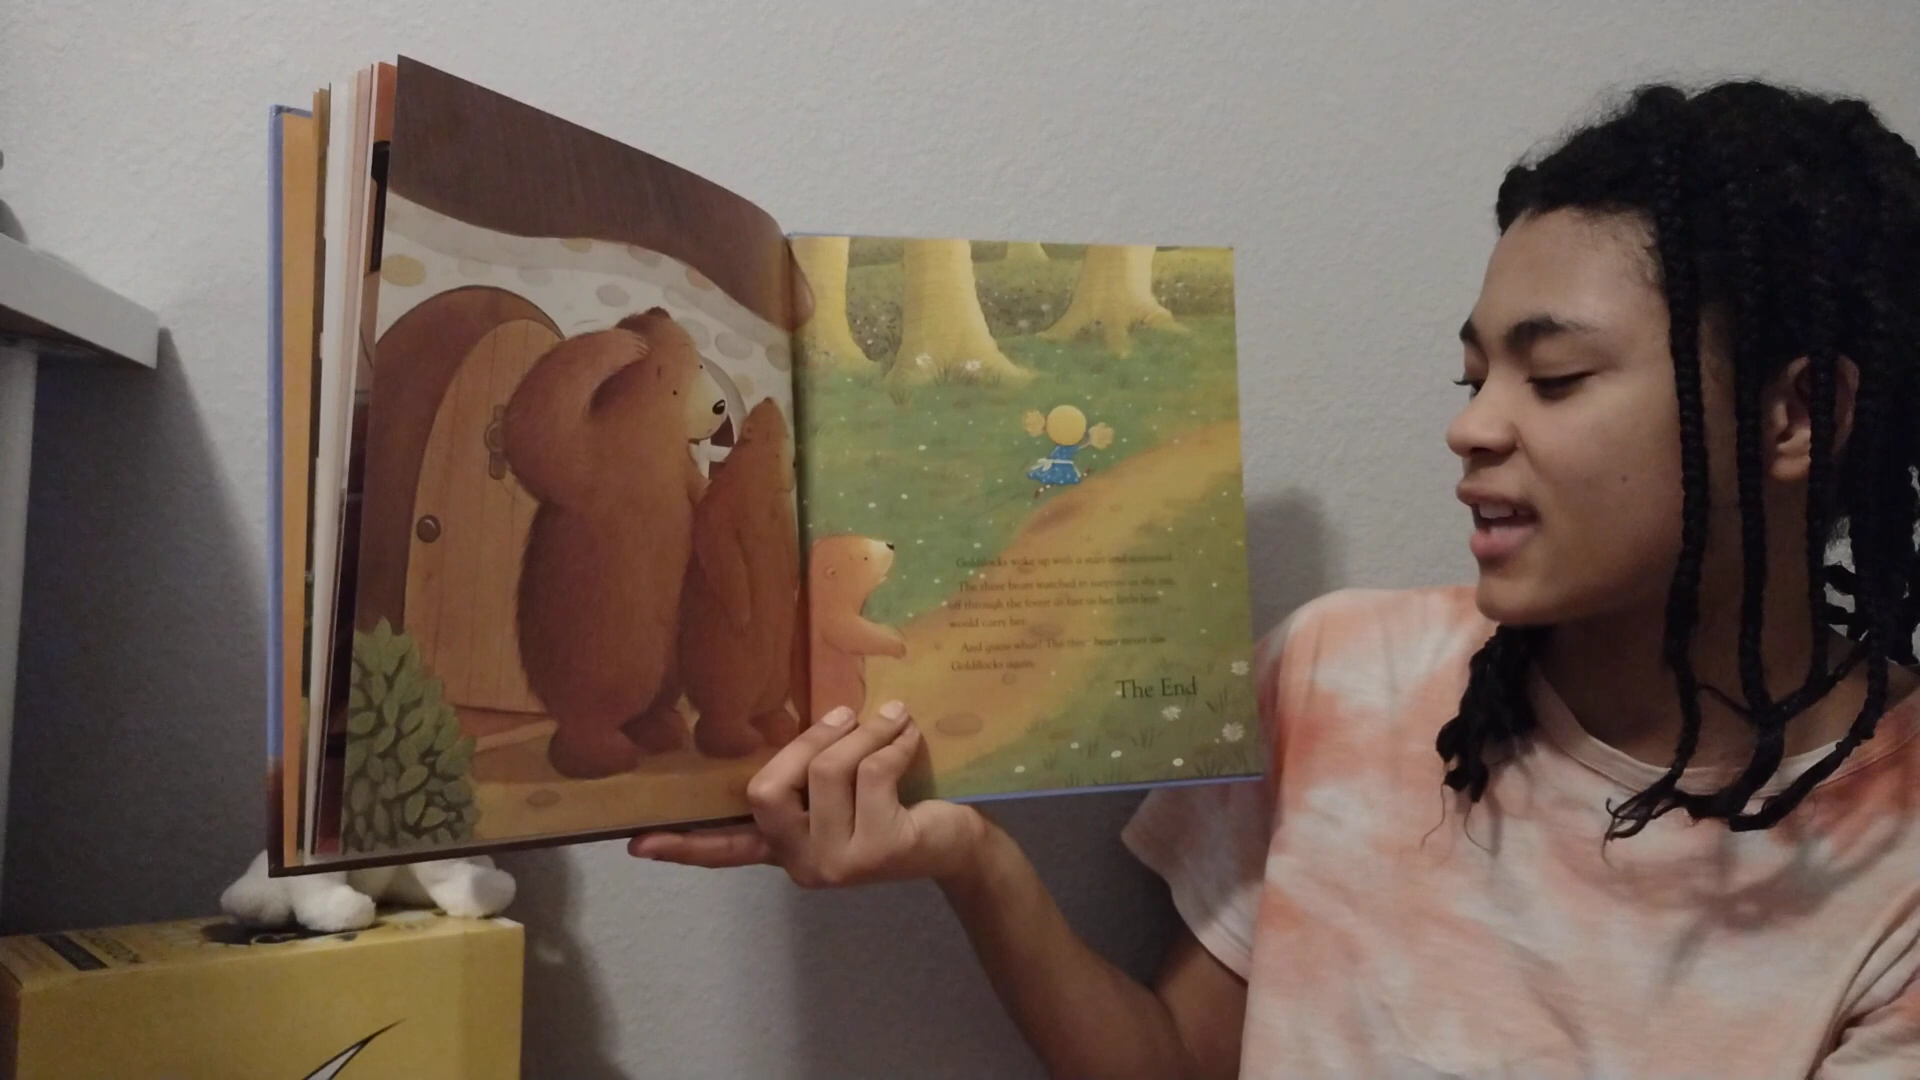 Goldilocks woke up with a start and screamed.
The three bears watched in surprise as she ran
off through the forest as fast as her little legs
would carry her.
And guess what? The three bears never saw
Goldilocks again.
The End